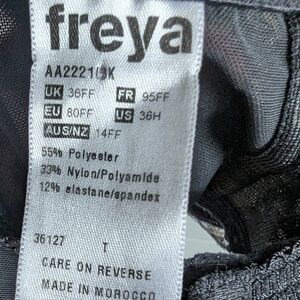 freya
UK 36FF FR 95FF
EU 80FF US 36H
AUS/NZ 14FF
55% Polyester
33% Nylon/Polyamide
12% elastane/spandex
36127 T
CARE ON REVERSE
MADE IN MOROCCO